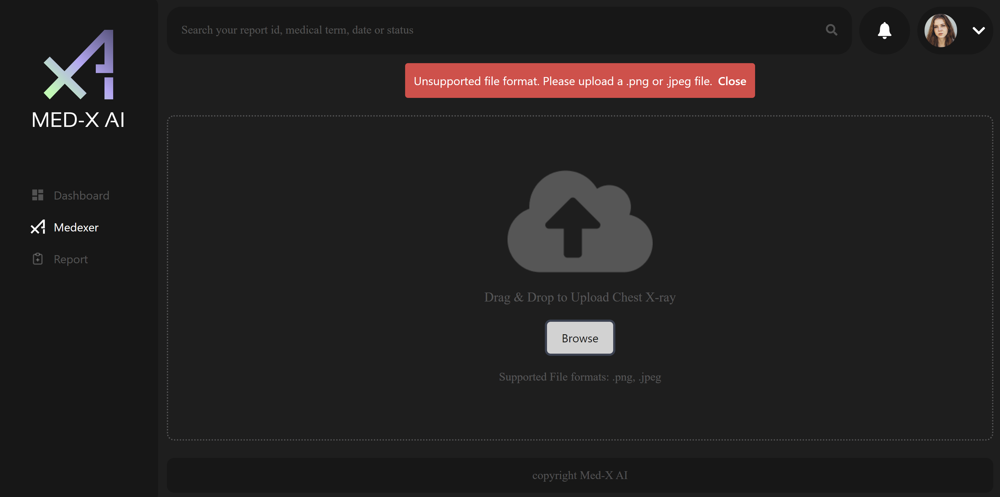 MED-X AI
Dashboard
Medexer
Report
Search your report id, medical term, date or status
Unsupported file format. Please upload a .png or .jpeg file. Close
Drag & Drop to Upload Chest X-ray
Browse
Supported File formats: .png, .jpeg
copyright Med-X AI